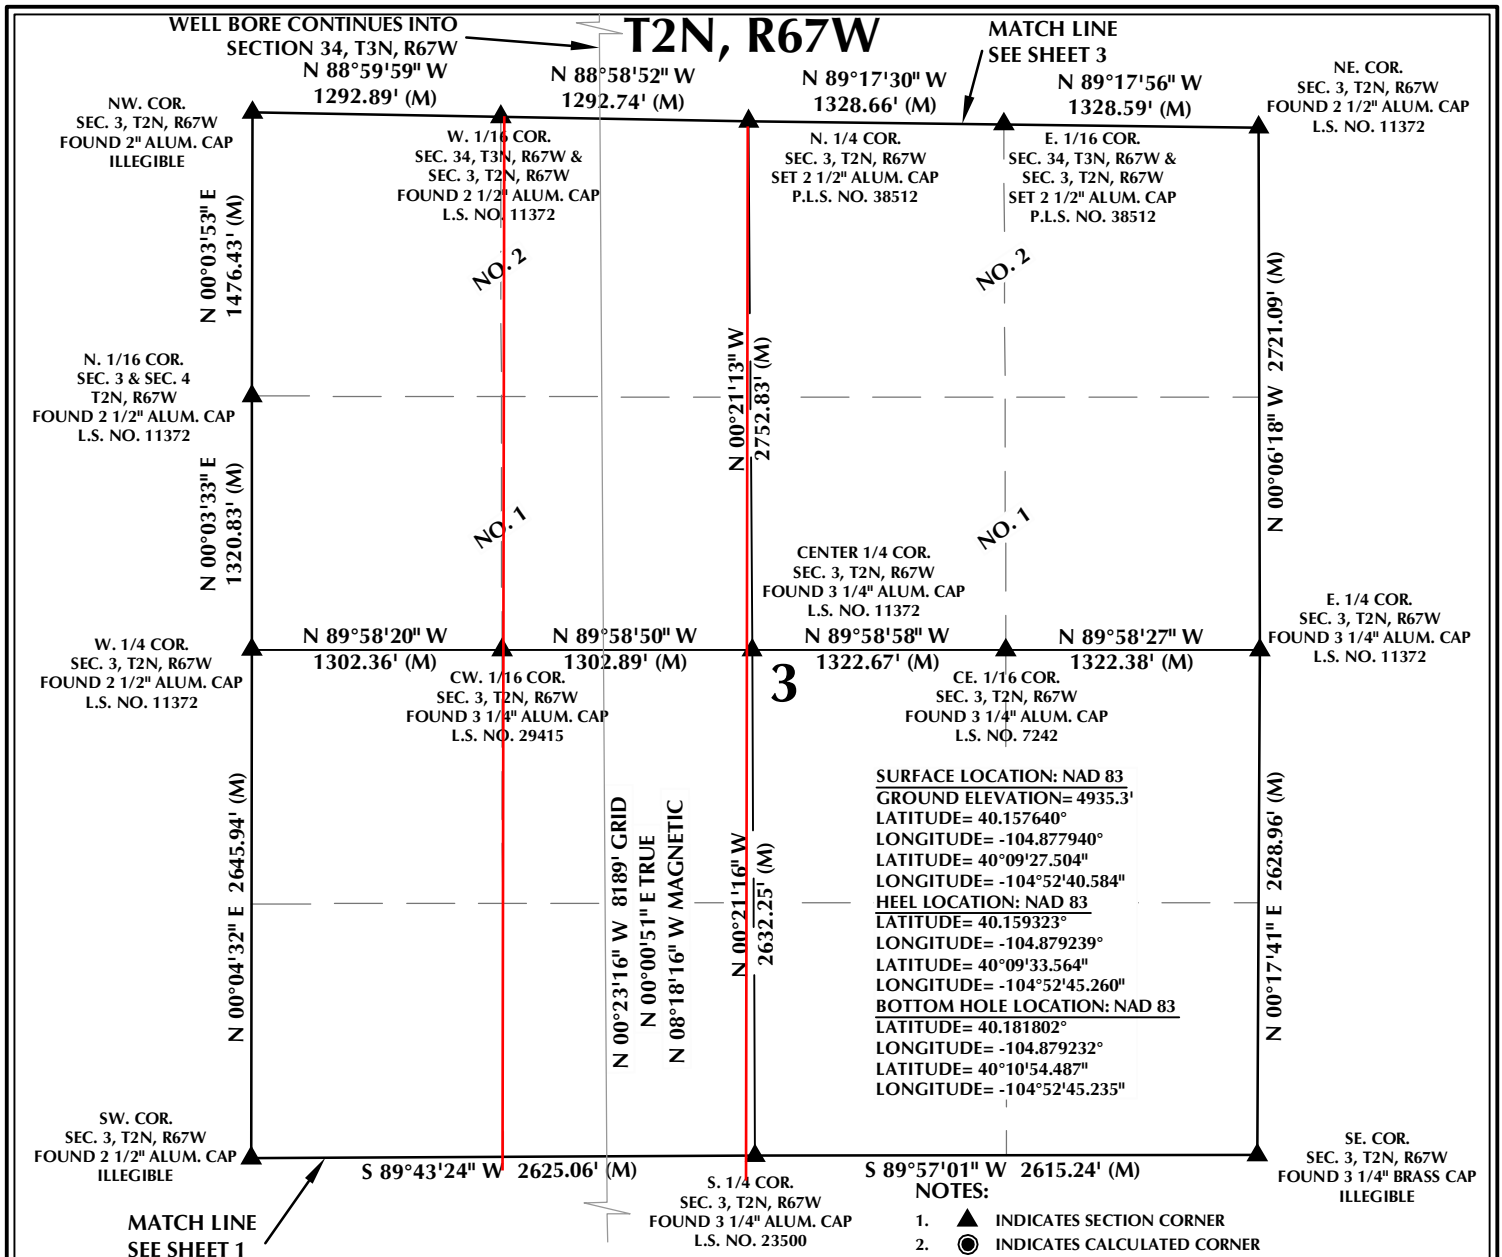 WELL BORE CONTINUES INTO
SECTION 34, T3N, R67W
T2N, R67W
MATCH LINE
SEE SHEET 3
N 88°59'59" W
1292.89' (M)
N 88°58'52" W
1292.74' (M)
N 89°17'30" W
1328.66' (M)
N 89°17'56" W
1328.59' (M)
NW. COR.
SEC. 3, T2N, R67W
FOUND 2" ALUM. CAP
ILLEGIBLE
W. 1/16 COR.
SEC. 34, T3N, R67W &
SEC. 3, T2N, R67W
FOUND 2 1/2" ALUM. CAP
L.S. NO. 11372
N. 1/4 COR.
SEC. 3, T2N, R67W
SET 2 1/2" ALUM. CAP
P.L.S. NO. 38512
E. 1/16 COR.
SEC. 34, T3N, R67W &
SEC. 3, T2N, R67W
SET 2 1/2" ALUM. CAP
P.L.S. NO. 38512
NE. COR.
SEC. 3, T2N, R67W
FOUND 2 1/2" ALUM. CAP
L.S. NO. 11372
N 00°03'53" E
1476.43' (M)
NO. 2
NO. 2
N 00°21'13" W
2752.83' (M)
N 00°06'18" W 2721.09' (M)
N. 1/16 COR.
SEC. 3 & SEC. 4
T2N, R67W
FOUND 2 1/2" ALUM. CAP
L.S. NO. 11372
N 00°03'33" E
1320.83' (M)
NO. 1
NO. 1
CENTER 1/4 COR.
SEC. 3, T2N, R67W
FOUND 3 1/4" ALUM. CAP
L.S. NO. 11372
W. 1/4 COR.
SEC. 3, T2N, R67W
FOUND 2 1/2" ALUM. CAP
L.S. NO. 11372
N 89°58'20" W
1302.36' (M)
N 89°58'50" W
1302.89' (M)
N 89°58'58" W
1322.67' (M)
N 89°58'27" W
1322.38' (M)
E. 1/4 COR.
SEC. 3, T2N, R67W
FOUND 3 1/4" ALUM. CAP
L.S. NO. 11372
CW. 1/16 COR.
SEC. 3, T2N, R67W
FOUND 3 1/4" ALUM. CAP
L.S. NO. 29415
3
CE. 1/16 COR.
SEC. 3, T2N, R67W
FOUND 3 1/4" ALUM. CAP
L.S. NO. 7242
N 00°04'32" E 2645.94' (M)
N 00°23'16" W 8189' GRID
N 00°00'51" E TRUE
N 08°18'16" W MAGNETIC
N 00°21'16" W
2632.25' (M)
SURFACE LOCATION: NAD 83
GROUND ELEVATION= 4935.3'
LATITUDE= 40.157640°
LONGITUDE= -104.877940°
LATITUDE= 40°09'27.504"
LONGITUDE= -104°52'40.584"
HEEL LOCATION: NAD 83
LATITUDE= 40.159323°
LONGITUDE= -104.879239°
LATITUDE= 40°09'33.564"
LONGITUDE= -104°52'45.260"
BOTTOM HOLE LOCATION: NAD 83
LATITUDE= 40.181802°
LONGITUDE= -104.879232°
LATITUDE= 40°10'54.487"
LONGITUDE= -104°52'45.235"
N 00°17'41" E 2628.96' (M)
SW. COR.
SEC. 3, T2N, R67W
FOUND 2 1/2" ALUM. CAP
ILLEGIBLE
S 89°43'24" W 2625.06' (M)
S 89°57'01" W 2615.24' (M)
SE. COR.
SEC. 3, T2N, R67W
FOUND 3 1/4" BRASS CAP
ILLEGIBLE
MATCH LINE
SEE SHEET 1
S. 1/4 COR.
SEC. 3, T2N, R67W
FOUND 3 1/4" ALUM. CAP
L.S. NO. 23500
NOTES:
1. INDICATES SECTION CORNER
2. INDICATES CALCULATED CORNER